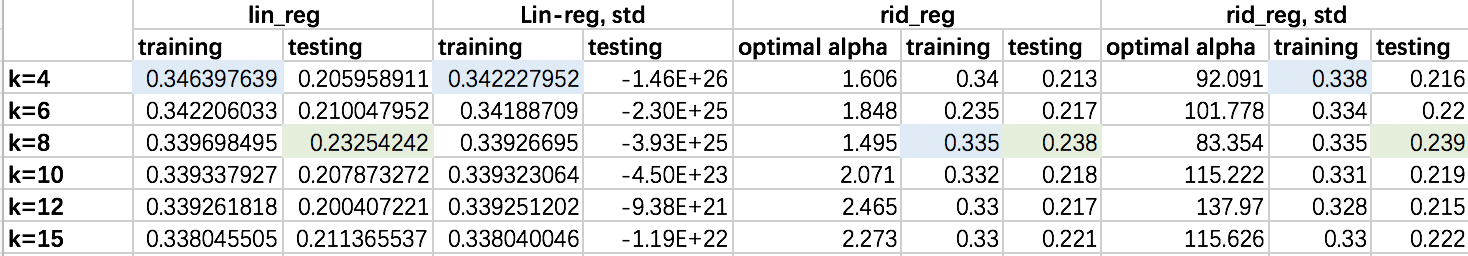 lin_reg Lin-reg, std rid_reg rid_reg, std
training testing training testing optimal alpha training testing optimal alpha training testing
k=4 0.346397639 0.205958911 0.342227952 -1.46E+26 1.606 0.34 0.213 92.091 0.338 0.216
k=6 0.342206033 0.210047952 0.34188709 -2.30E+25 1.848 0.235 0.217 101.778 0.334 0.22
k=8 0.339698495 0.23254242 0.33926695 -3.93E+25 1.495 0.335 0.238 83.354 0.335 0.239
k=10 0.339337927 0.207873272 0.339323064 -4.50E+23 2.071 0.332 0.218 115.222 0.331 0.219
k=12 0.339261818 0.200407221 0.339251202 -9.38E+21 2.465 0.33 0.217 137.97 0.328 0.215
k=15 0.338045505 0.211365537 0.338040046 -1.19E+22 2.273 0.33 0.221 115.626 0.33 0.222